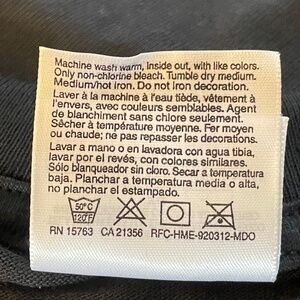 Machine wash warm, inside out, with like colors.
Only non-chlorine bleach. Tumble dry medium.
Medium/hot iron. Do not iron decoration.
Laver à la machine à l'eau tiède, vêtement à
l'envers, avec couleurs semblables. Agent
de blanchiment sans chlore seulement.
Sécher à température moyenne. Fer moyen
ou chaude; ne pas repasser les decorations.
Lavar a mano o en lavadora con agua tibia,
lavar por el revés, con colores similares.
Sólo blanqueador sin cloro. Secar a temperatura
baja. Planchar a temperatura media o alta,
no planchar el estampado.
50°C
120°F
RN 15763 CA 21356 RFC-HME-920312-MDO